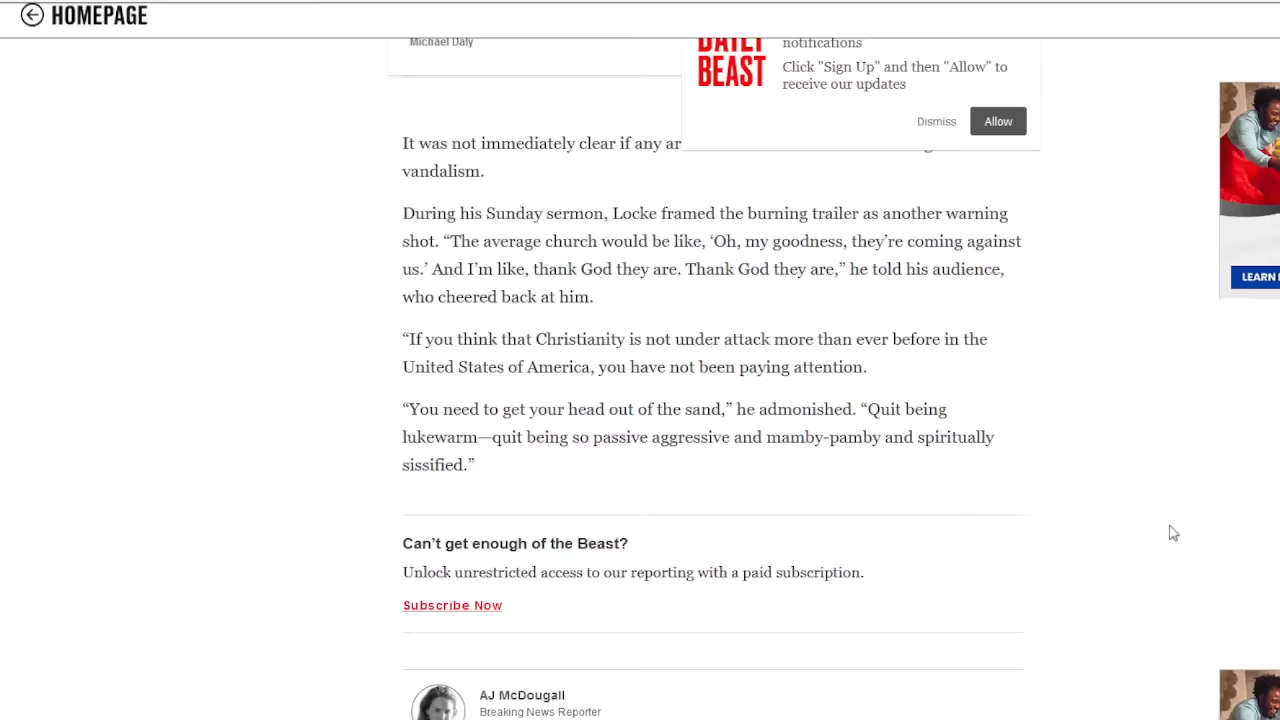 HOMEPAGE
Michael Daly
DAILY
BEAST
notifications
Click "Sign Up" and then "Allow" to
receive our updates
Dismiss
Allow
It was not immediately clear if any ar
vandalism.
During his Sunday sermon, Locke framed the burning trailer as another warning
shot. “The average church would be like, ‘Oh, my goodness, they’re coming against
us.’ And I’m like, thank God they are. Thank God they are,” he told his audience,
who cheered back at him.
“If you think that Christianity is not under attack more than ever before in the
United States of America, you have not been paying attention.
“You need to get your head out of the sand,” he admonished. “Quit being
lukewarm—quit being so passive aggressive and mamby-pamby and spiritually
sissified.”
Can’t get enough of the Beast?
Unlock unrestricted access to our reporting with a paid subscription.
Subscribe Now
AJ McDougall
Breaking News Reporter
LEARN